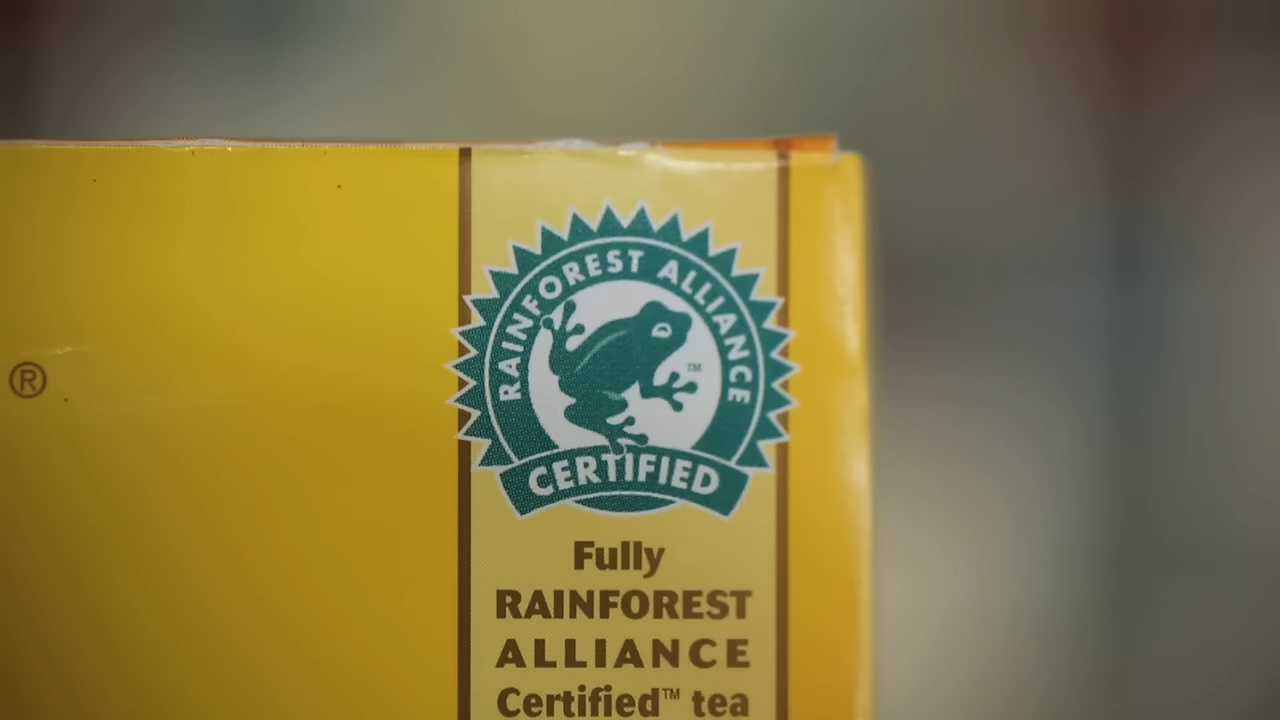 ®
RAINFOREST ALLIANCE
TM
CERTIFIED
Fully
RAINFOREST
ALLIANCE
Certified™ tea